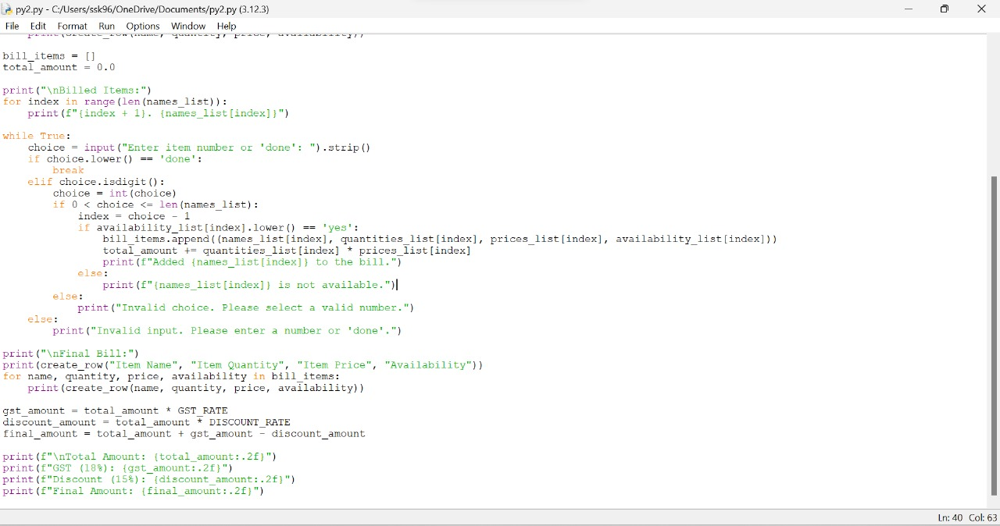 py2.py - C:/Users/ssk96/OneDrive/Documents/py2.py (3.12.3)
File Edit Format Run Options Window Help
    print(create_row(name, quantity, price, availability))
bill_items = []
total_amount = 0.0
print("\nBilled Items:")
for index in range(len(names_list)):
    print(f"{index + 1}. {names_list[index]}")
while True:
    choice = input("Enter item number or 'done': ").strip()
    if choice.lower() == 'done':
        break
    elif choice.isdigit():
        choice = int(choice)
        if 0 < choice <= len(names_list):
            index = choice - 1
            if availability_list[index].lower() == 'yes':
                bill_items.append((names_list[index], quantities_list[index], prices_list[index], availability_list[index]))
                total_amount += quantities_list[index] * prices_list[index]
                print(f"Added {names_list[index]} to the bill.")
            else:
                print(f"{names_list[index]} is not available.")
        else:
            print("Invalid choice. Please select a valid number.")
    else:
        print("Invalid input. Please enter a number or 'done'.")
print("\nFinal Bill:")
print(create_row("Item Name", "Item Quantity", "Item Price", "Availability"))
for name, quantity, price, availability in bill_items:
    print(create_row(name, quantity, price, availability))
gst_amount = total_amount * GST_RATE
discount_amount = total_amount * DISCOUNT_RATE
final_amount = total_amount + gst_amount - discount_amount
print(f"\nTotal Amount: {total_amount:.2f}")
print(f"GST (18%): {gst_amount:.2f}")
print(f"Discount (15%): {discount_amount:.2f}")
print(f"Final Amount: {final_amount:.2f}")
Ln: 40 Col: 63